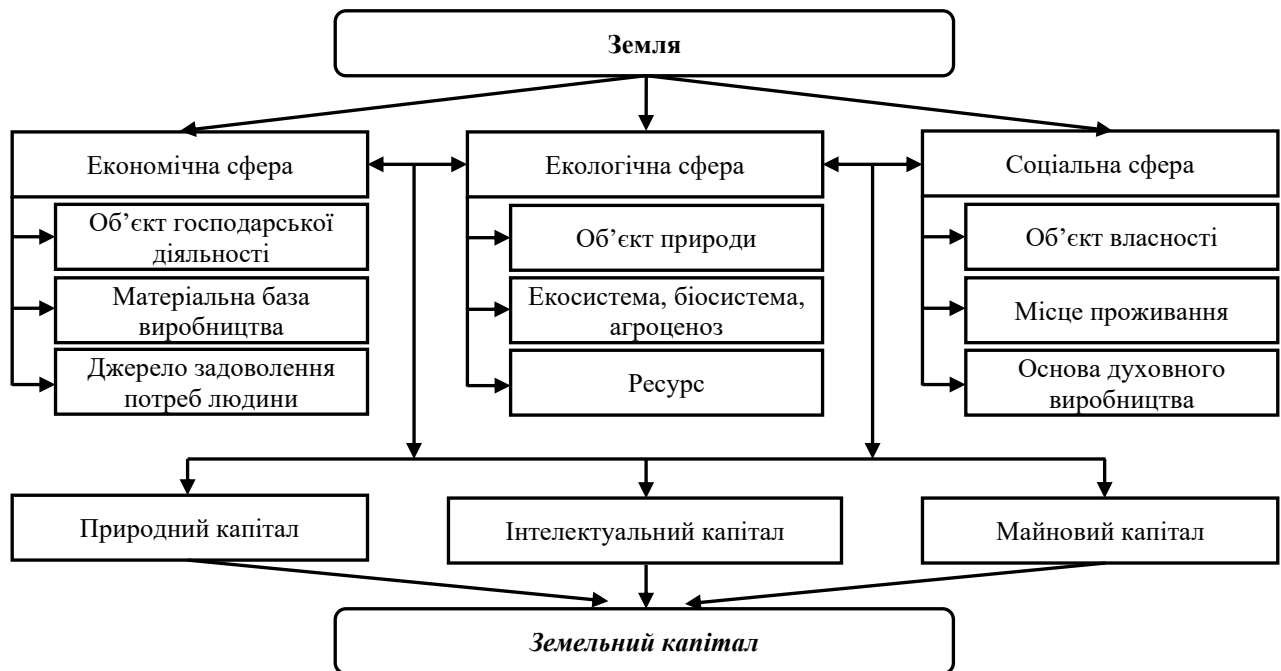 Земля
Економічна сфера
Екологічна сфера
Соціальна сфера
Об’єкт господарської
діяльності
Об’єкт природи
Об’єкт власності
Матеріальна база
виробництва
Екосистема, біосистема,
агроценоз
Місце проживання
Джерело задоволення
потреб людини
Ресурс
Основа духовного
виробництва
Природний капітал
Інтелектуальний капітал
Майновий капітал
Земельний капітал